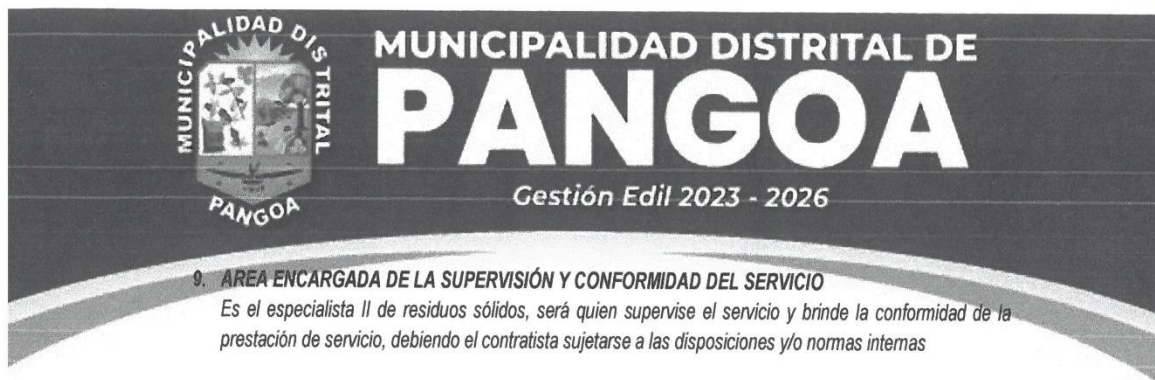 MUNICIPALIDAD DISTRITAL
PANGOA
MUNICIPALIDAD DISTRITAL DE
PANGOA
Gestión Edil 2023 - 2026
9. AREA ENCARGADA DE LA SUPERVISIÓN Y CONFORMIDAD DEL SERVICIO
Es el especialista II de residuos sólidos, será quien supervise el servicio y brinde la conformidad de la
prestación de servicio, debiendo el contratista sujetarse a las disposiciones y/o normas internas